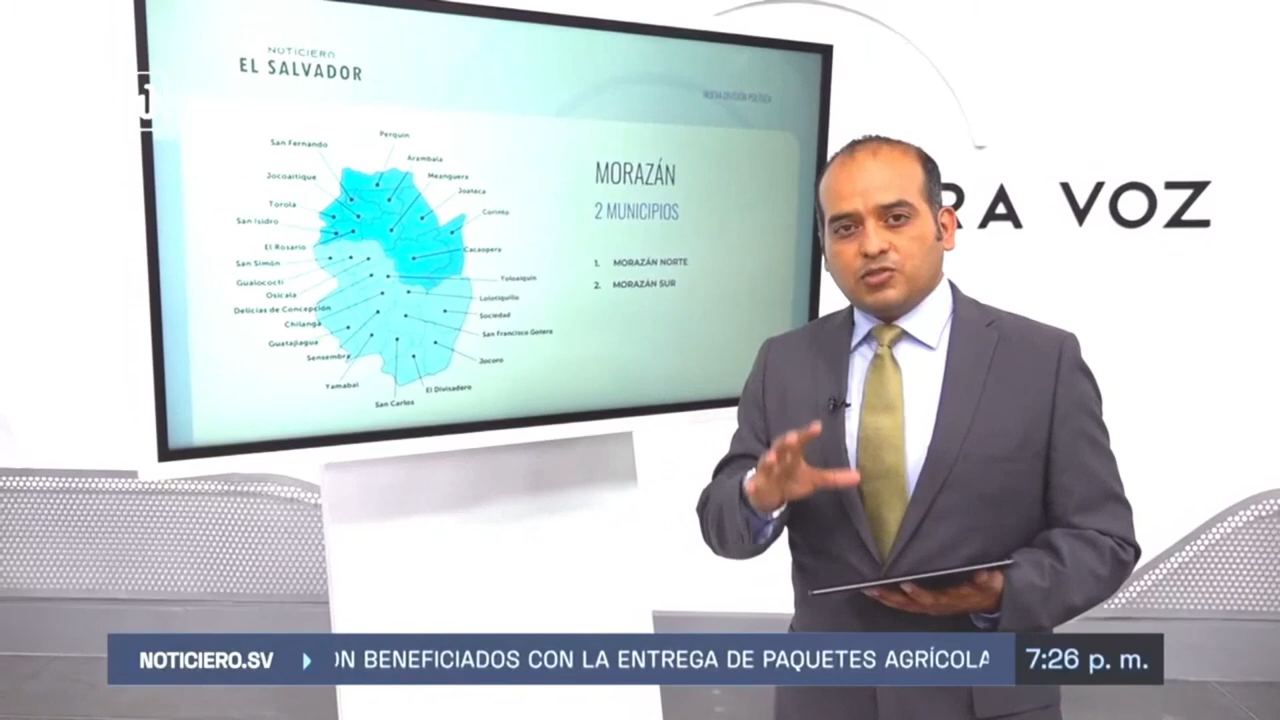 NOTICIERO
EL SALVADOR
NUEVA DIVISIÓN POLÍTICA
MORAZÁN
2 MUNICIPIOS
1. MORAZÁN NORTE
2. MORAZÁN SUR
Perquín
San Fernando
Arambala
Jocoaitique
Meanguera
Joateca
Torola
Corinto
San Isidro
El Rosario
Cacaopera
San Simón
Gualococti
Yoloaiquín
Osicala
Lolotiquillo
Delicias de Concepción
Sociedad
Chilanga
San Francisco Gotera
Guatajiagua
Sensembra
Jocoro
Yamabal
El Divisadero
San Carlos
RA VOZ
NOTICIERO.SV
ON BENEFICIADOS CON LA ENTREGA DE PAQUETES AGRÍCOLA
7:26 p. m.